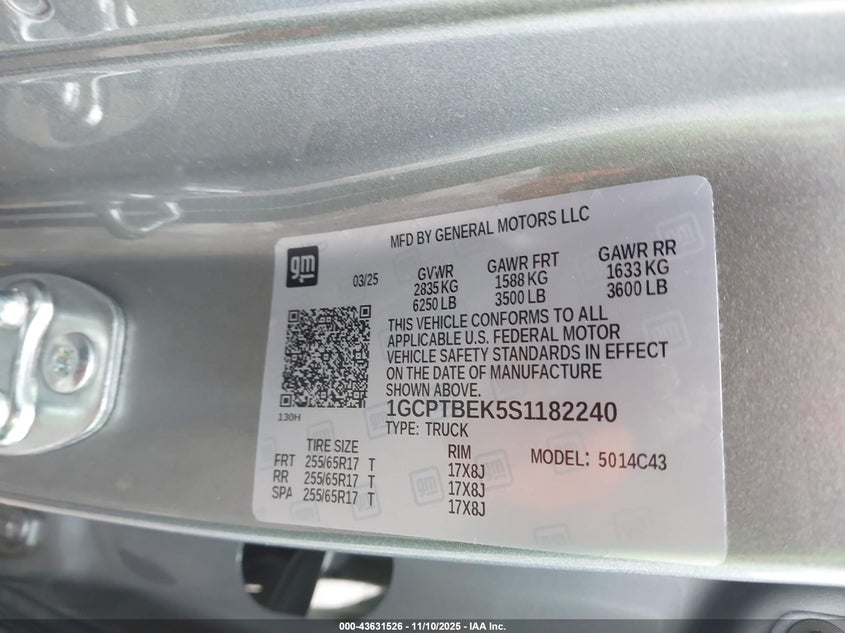 MFD BY GENERAL MOTORS LLC
gm
03/25
GVWR
2835 KG
6250 LB
GAWR FRT
1588 KG
3500 LB
GAWR RR
1633 KG
3600 LB
THIS VEHICLE CONFORMS TO ALL
APPLICABLE U.S. FEDERAL MOTOR
VEHICLE SAFETY STANDARDS IN EFFECT
ON THE DATE OF MANUFACTURE
SHOWN ABOVE.
130H
1GCPTBEK5S1182240
TYPE: TRUCK
TIRE SIZE
FRT 255/65R17 T
RR 255/65R17 T
SPA 255/65R17 T
RIM
17X8J
17X8J
17X8J
MODEL: 5014C43
000-43631526 - 11/10/2025 - IAA Inc.